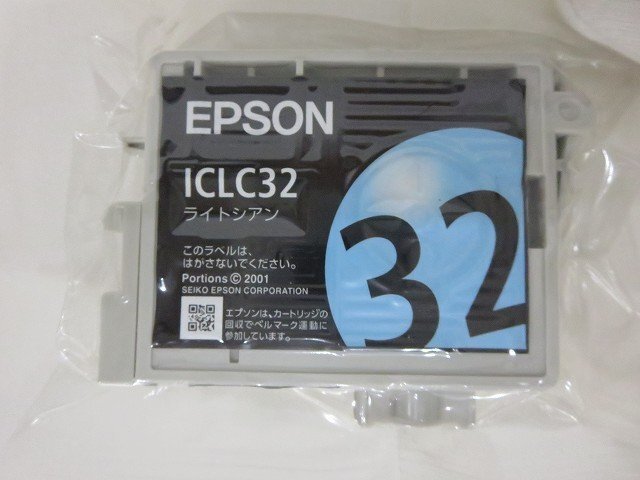 EPSON
ICLC32
ライトシアン
このラベルは、
はがさないでください。
Portions © 2001
SEIKO EPSON CORPORATION
エプソンは、カートリッジの
回収でベルマーク運動に
参加しています。
32